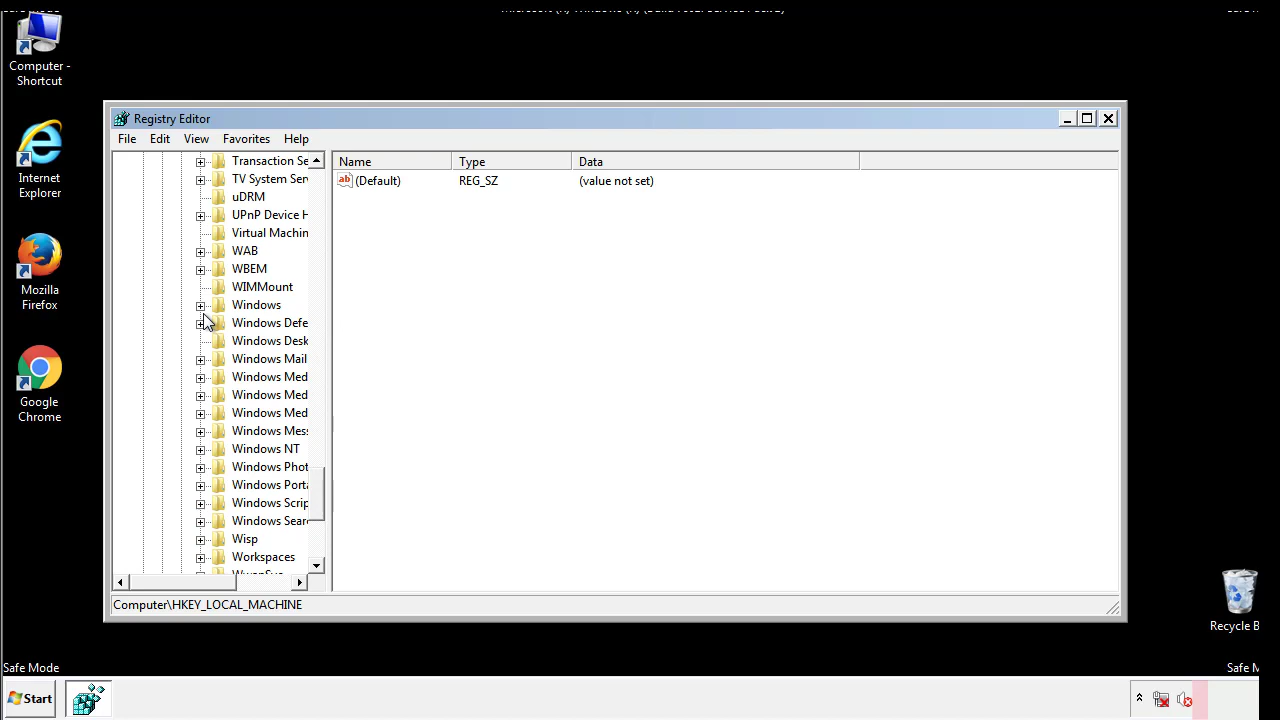 Computer -
Shortcut
Internet
Explorer
Mozilla
Firefox
Google
Chrome
Registry Editor
File Edit View Favorites Help
Transaction Se
TV System Ser
uDRM
UPnP Device H
Virtual Machin
WAB
WBEM
WIMMount
Windows
Windows Defe
Windows Desk
Windows Mail
Windows Med
Windows Med
Windows Med
Windows Mess
Windows NT
Windows Phot
Windows Porta
Windows Scrip
Windows Sear
Wisp
Workspaces
Name Type Data
(Default) REG_SZ (value not set)
Computer\HKEY_LOCAL_MACHINE
Recycle B
Safe Mode
Safe M
Start